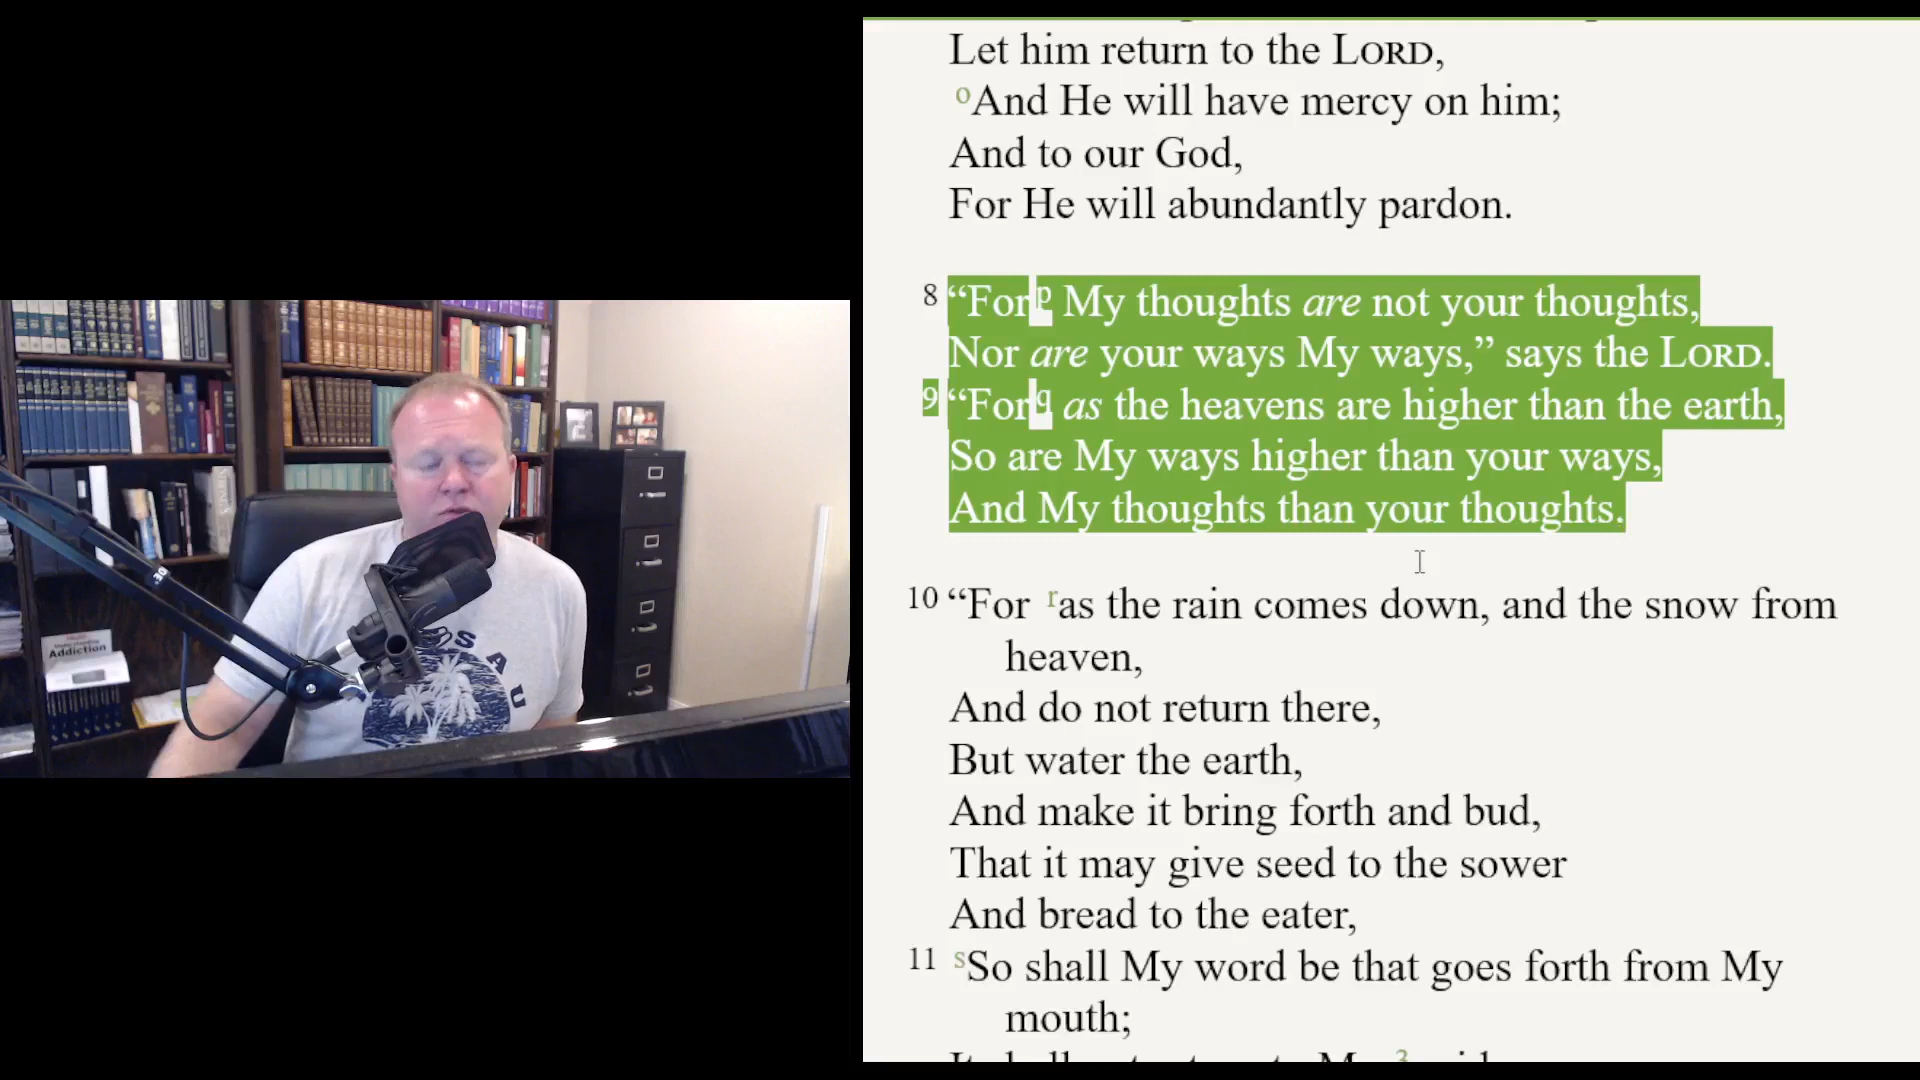 Let him return to the LORD,
oAnd He will have mercy on him;
And to our God,
For He will abundantly pardon.
8 “For p My thoughts are not your thoughts,
Nor are your ways My ways,” says the LORD.
9 “For q as the heavens are higher than the earth,
So are My ways higher than your ways,
And My thoughts than your thoughts.
10 “For ras the rain comes down, and the snow from
heaven,
And do not return there,
But water the earth,
And make it bring forth and bud,
That it may give seed to the sower
And bread to the eater,
11 sSo shall My word be that goes forth from My
mouth;
Addiction
SAU